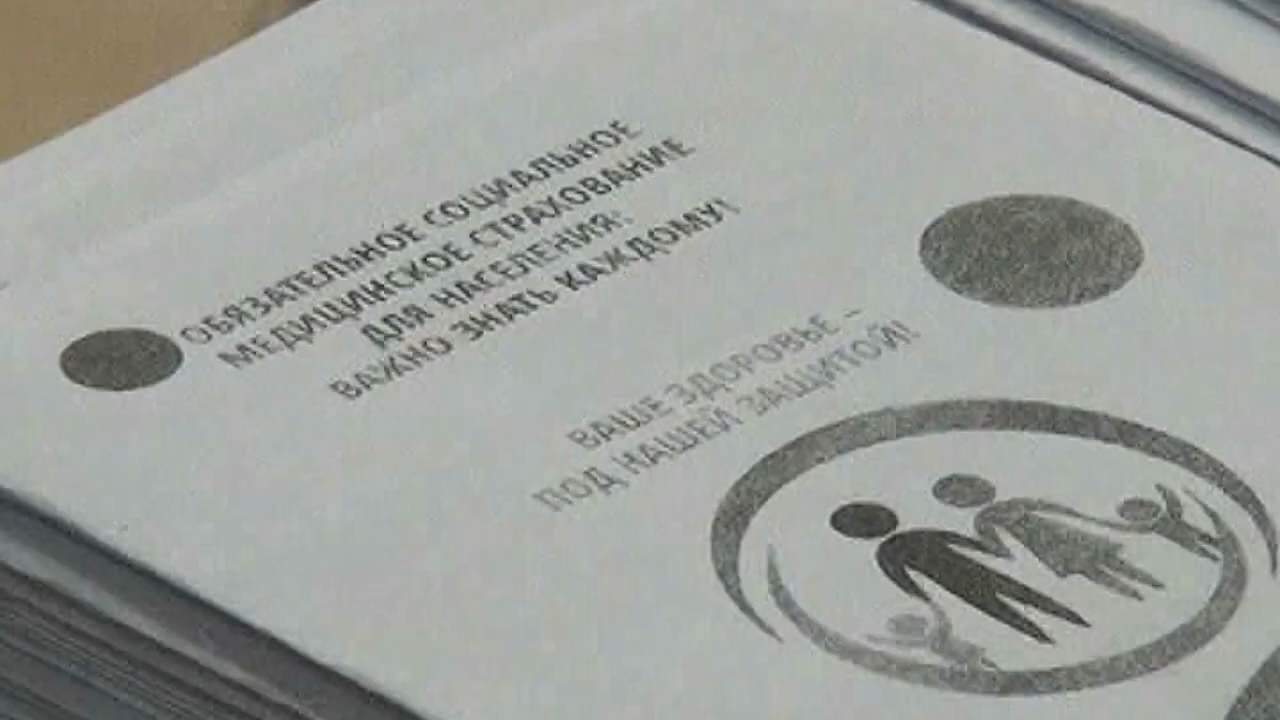 ОБЯЗАТЕЛЬНОЕ СОЦИАЛЬНОЕ
МЕДИЦИНСКОЕ СТРАХОВАНИЕ
ДЛЯ НАСЕЛЕНИЯ:
ВАЖНО ЗНАТЬ КАЖДОМУ!
ВАШЕ ЗДОРОВЬЕ –
ПОД НАШЕЙ ЗАЩИТОЙ!